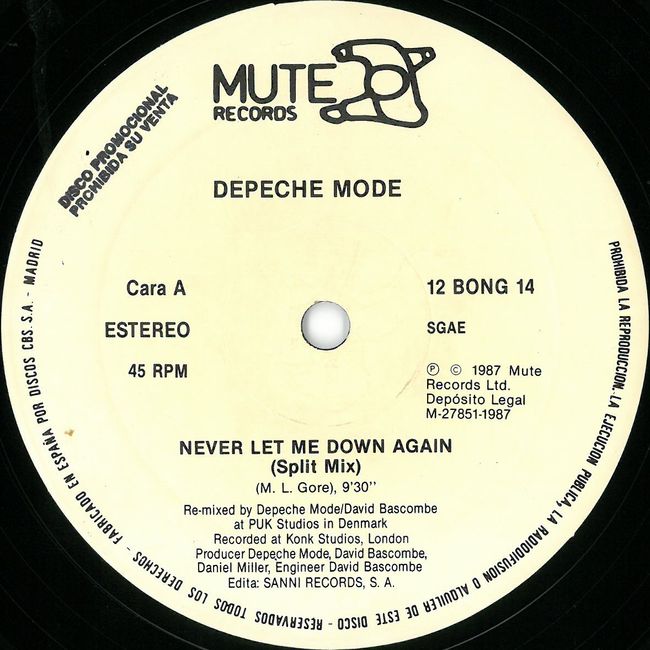 MUTE
RECORDS
DISCO PROMOCIONAL
PROHIBIDA SU VENTA
DEPECHE MODE
Cara A
ESTEREO
45 RPM
12 BONG 14
SGAE
Ⓟ © 1987 Mute
Records Ltd.
Depósito Legal
M-27851-1987
NEVER LET ME DOWN AGAIN
(Split Mix)
(M. L. Gore), 9'30''
Re-mixed by Depeche Mode/David Bascombe
at PUK Studios in Denmark
Recorded at Konk Studios, London
Producer Depeche Mode, David Bascombe,
Daniel Miller, Engineer David Bascombe
Edita: SANNI RECORDS, S. A.
PROHIBIDA LA REPRODUCCION, LA EJECUCION PUBLICA, LA RADIODIFUSION O ALQUILER DE ESTE DISCO - RESERVADOS TODOS LOS DERECHOS - FABRICADO EN ESPAÑA POR DISCOS CBS. S.A. - MADRID